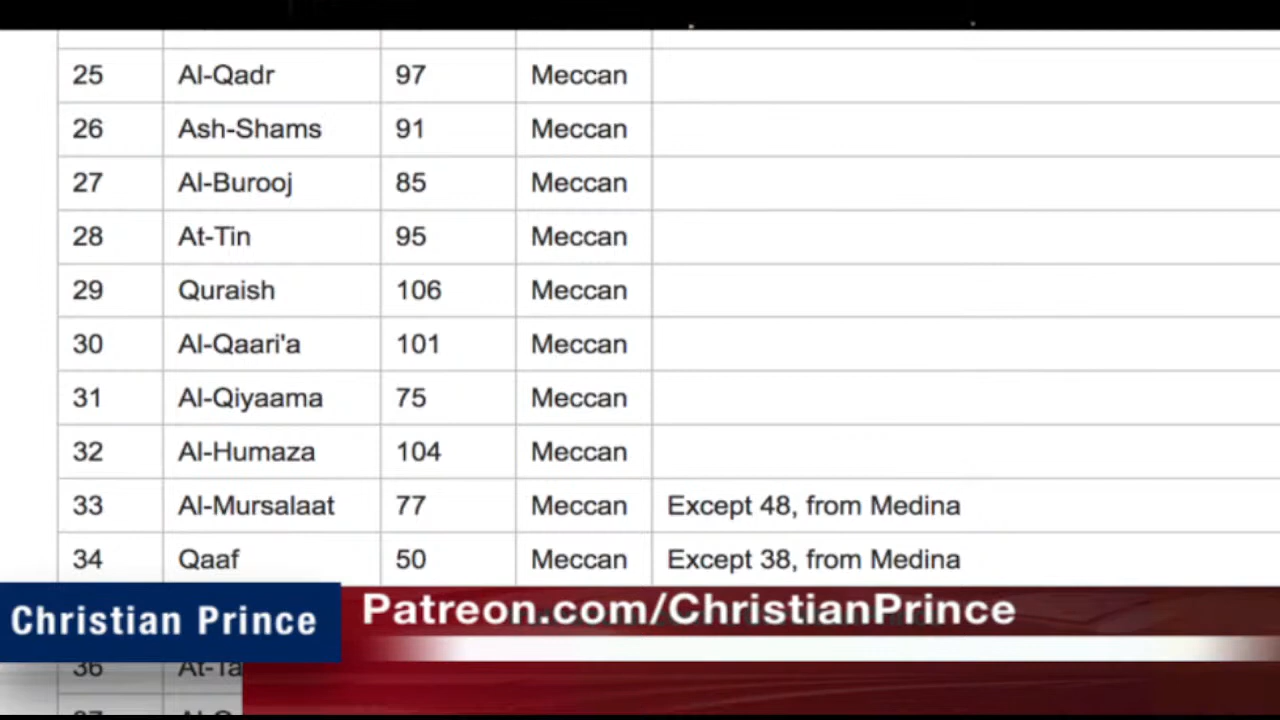 25 Al-Qadr 97 Meccan
26 Ash-Shams 91 Meccan
27 Al-Burooj 85 Meccan
28 At-Tin 95 Meccan
29 Quraish 106 Meccan
30 Al-Qaari'a 101 Meccan
31 Al-Qiyaama 75 Meccan
32 Al-Humaza 104 Meccan
33 Al-Mursalaat 77 Meccan Except 48, from Medina
34 Qaaf 50 Meccan Except 38, from Medina
Christian Prince Patreon.com/ChristianPrince
36